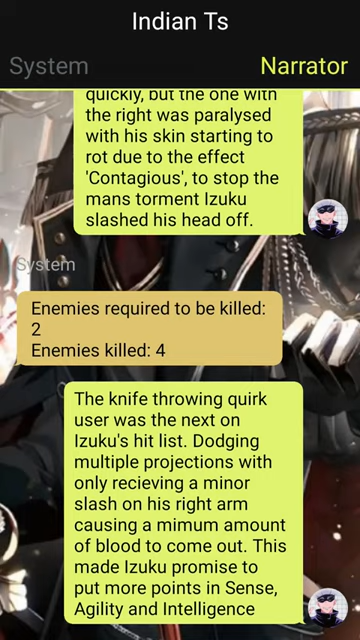 Indian Ts
System
Narrator
quickly, but the one with
the right was paralysed
with his skin starting to
rot due to the effect
'Contagious', to stop the
mans torment Izuku
slashed his head off.
System
Enemies required to be killed:
2
Enemies killed: 4
The knife throwing quirk
user was the next on
Izuku's hit list. Dodging
multiple projections with
only recieving a minor
slash on his right arm
causing a mimum amount
of blood to come out. This
made Izuku promise to
put more points in Sense,
Agility and Intelligence